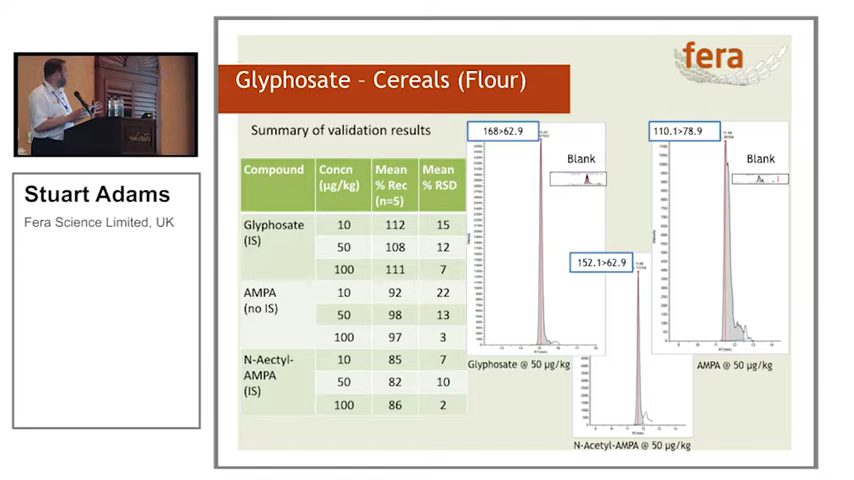 fera
Glyphosate – Cereals (Flour)
Stuart Adams
Fera Science Limited, UK
Summary of validation results
Compound Concn (µg/kg) Mean % Rec (n=5) Mean % RSD
Glyphosate (IS) 10 112 15
50 108 12
100 111 7
AMPA (no IS) 10 92 22
50 98 13
100 97 3
N-Aectyl-AMPA (IS) 10 85 7
50 82 10
100 86 2
168>62.9
Blank
Glyphosate @ 50 µg/kg
152.1>62.9
N-Acetyl-AMPA @ 50 µg/kg
110.1>78.9
Blank
AMPA @ 50 µg/kg